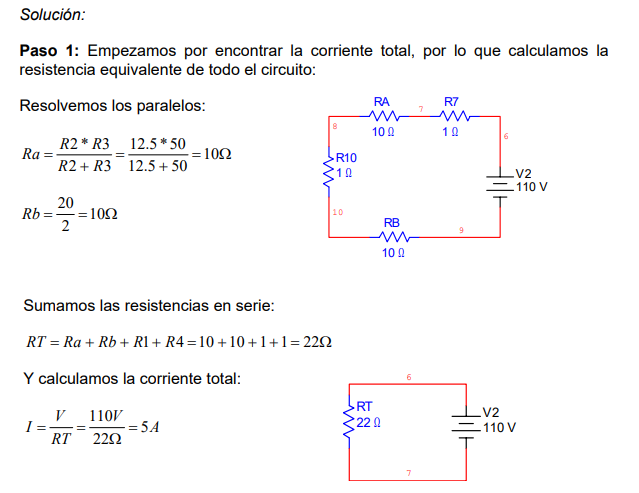 Solución:
Paso 1: Empezamos por encontrar la corriente total, por lo que calculamos la
resistencia equivalente de todo el circuito:
Resolvemos los paralelos:
Ra = R2 * R3 / R2 + R3 = 12.5 * 50 / 12.5 + 50 = 10Ω
Rb = 20 / 2 = 10Ω
RA
7
R7
8
10 Ω
1 Ω
6
R10
1 Ω
V2
110 V
10
RB
9
10 Ω
Sumamos las resistencias en serie:
RT = Ra + Rb + R1 + R4 = 10 + 10 + 1 + 1 = 22Ω
Y calculamos la corriente total:
I = V / RT = 110V / 22Ω = 5A
6
RT
22 Ω
V2
110 V
7